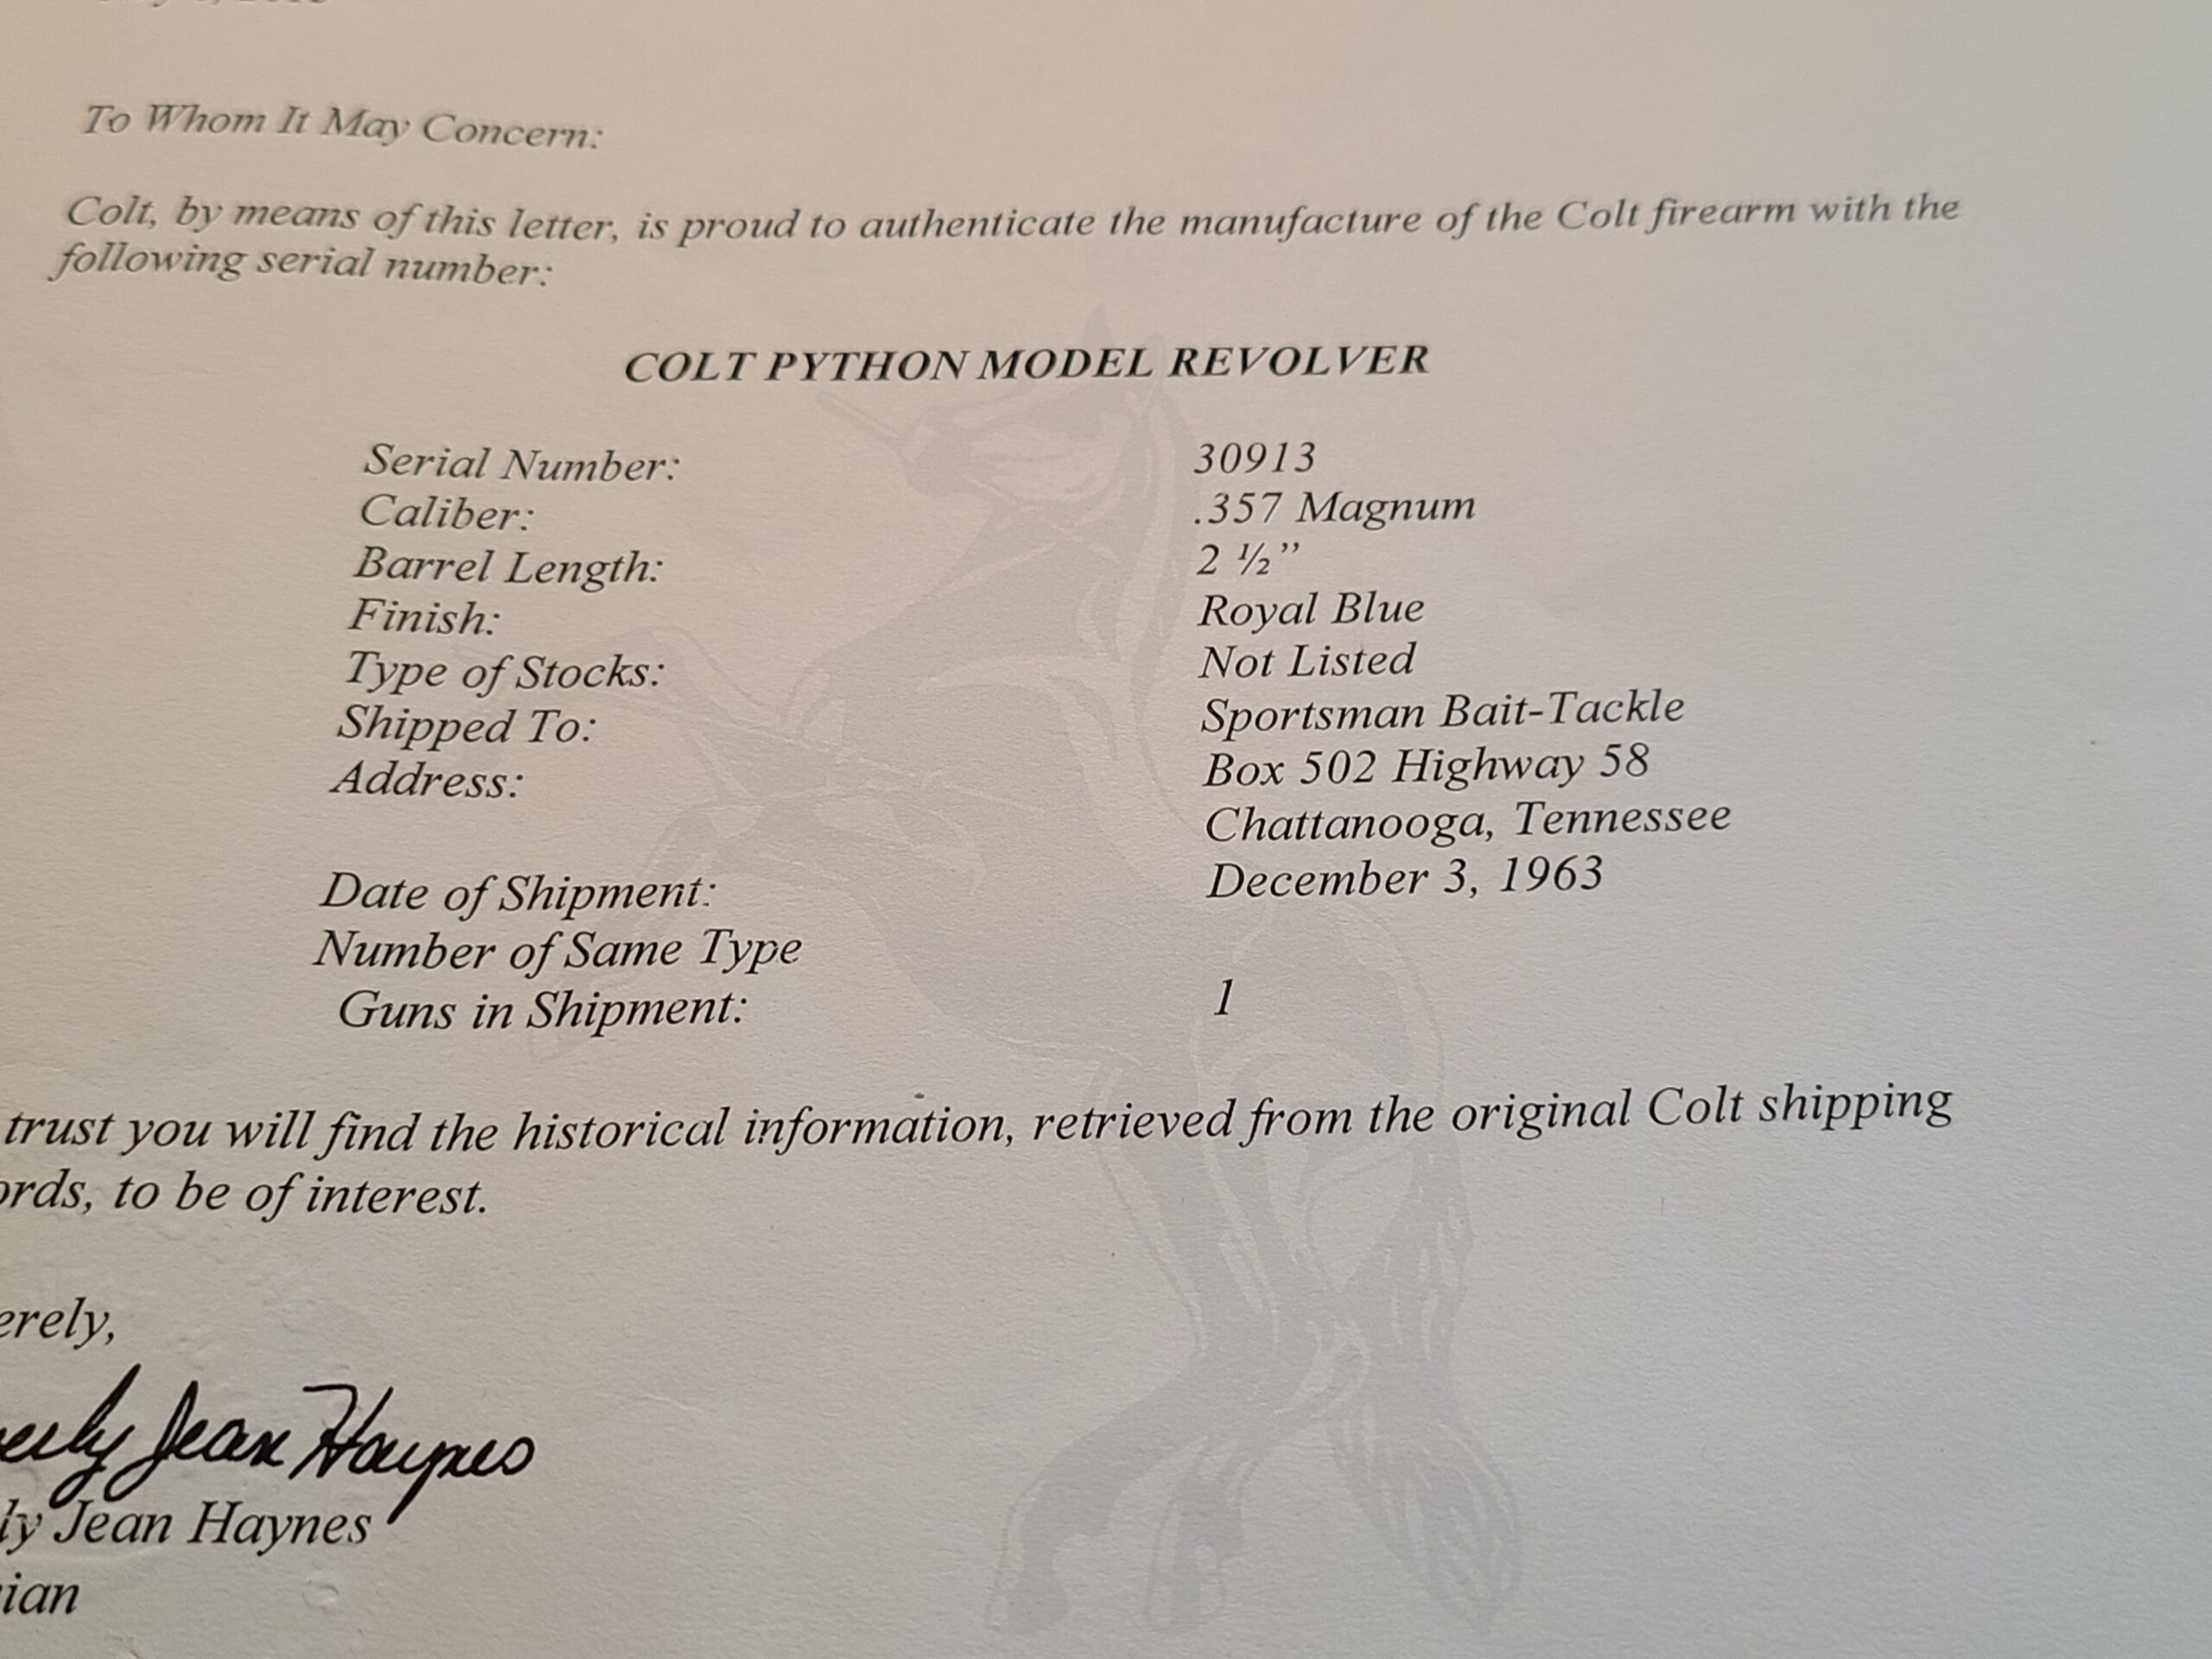 To Whom It May Concern:
Colt, by means of this letter, is proud to authenticate the manufacture of the Colt firearm with the
following serial number:
COLT PYTHON MODEL REVOLVER
Serial Number: 30913
Caliber: .357 Magnum
Barrel Length: 2 ½”
Finish: Royal Blue
Type of Stocks: Not Listed
Shipped To: Sportsman Bait-Tackle
Address: Box 502 Highway 58
Chattanooga, Tennessee
Date of Shipment: December 3, 1963
Number of Same Type
Guns in Shipment: 1
trust you will find the historical information, retrieved from the original Colt shipping
ords, to be of interest.
erely,
erly Jean Haynes
ly Jean Haynes
ian